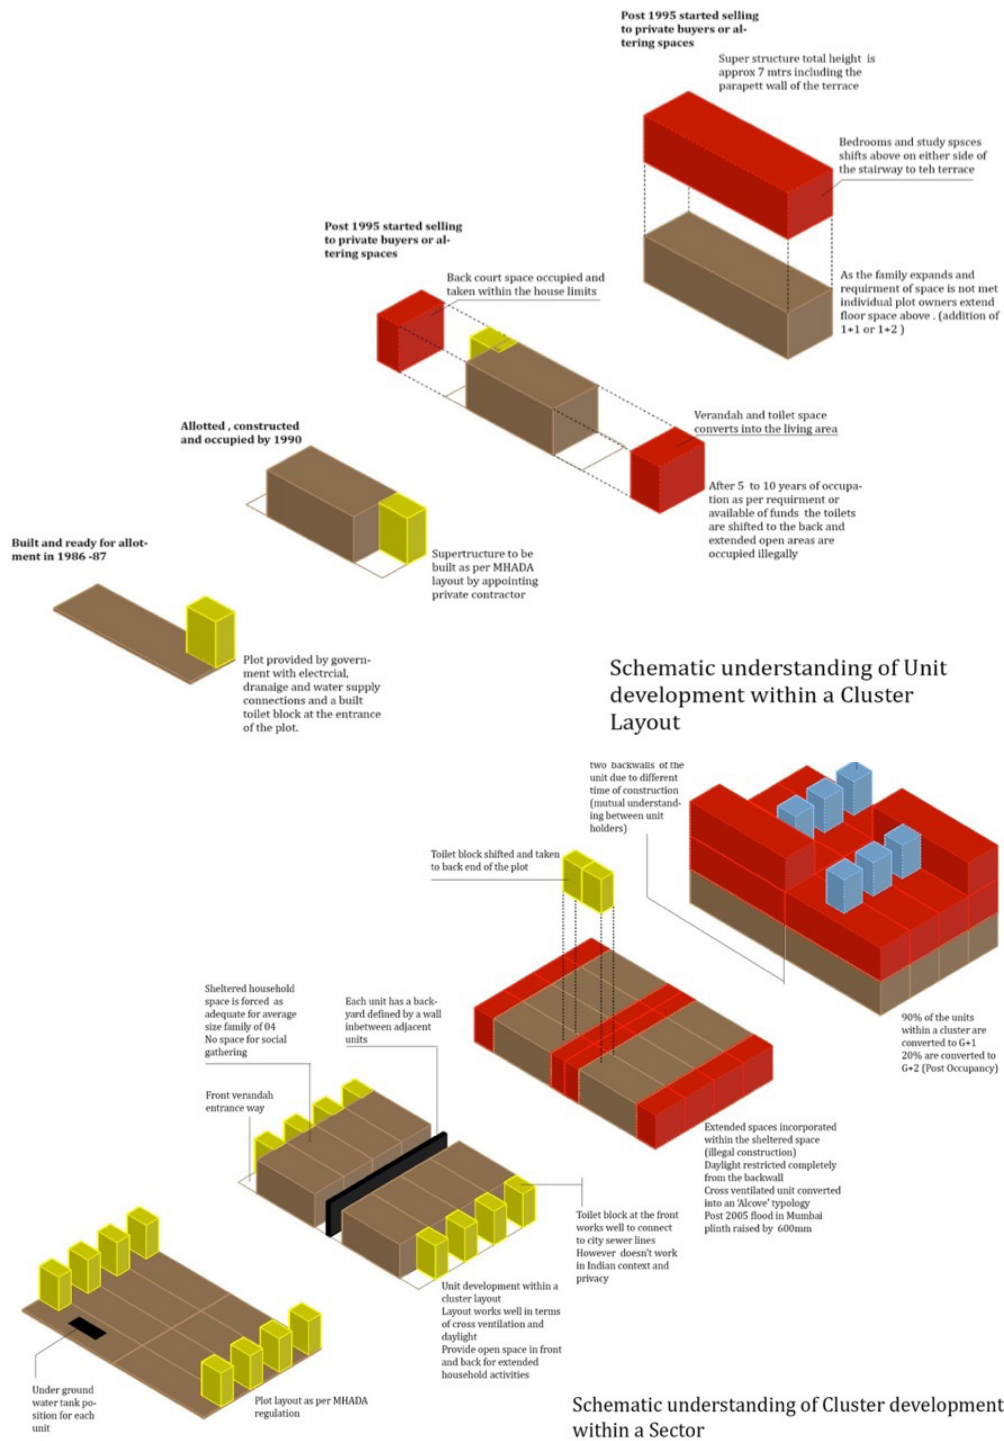 Post 1995 started selling
to private buyers or al-
tering spaces
Super structure total height is
approx 7 mtrs including the
parapett wall of the terrace
Bedrooms and study spsces
shifts above on either side of
the stairway to teh terrace
As the family expands and
requirment of space is not met
individual plot owners extend
floor space above . (addition of
1+1 or 1+2 )
Post 1995 started selling
to private buyers or al-
tering spaces
Back court space occupied and
taken within the house limits
Verandah and toilet space
converts into the living area
After 5 to 10 years of occupa-
tion as per requirment or
available of funds the toilets
are shifted to the back and
extended open areas are
occupied illegally
Allotted , constructed
and occupied by 1990
Supertructure to be
built as per MHADA
layout by appointing
private contractor
Built and ready for allot-
ment in 1986 -87
Plot provided by govern-
ment with electrcial,
dranaige and water supply
connections and a built
toilet block at the entrance
of the plot.
Schematic understanding of Unit
development within a Cluster
Layout
two backwalls of the
unit due to different
time of construction
(mutual understand-
ing between unit
holders)
Toilet block shifted and taken
to back end of the plot
90% of the units
within a cluster are
converted to G+1
20% are converted to
G+2 (Post Occupancy)
Sheltered household
space is forced as
adequate for average
size family of 04
No space for social
gathering
Each unit has a back-
yard defined by a wall
inbetween adjacent
units
Front verandah
entrance way
Extended spaces incorporated
within the sheltered space
(illegal construction)
Daylight restricted completely
from the backwall
Cross ventilated unit converted
into an 'Alcove' typology
Post 2005 flood in Mumbai
plinth raised by 600mm
Toilet block at the front
works well to connect
to city sewer lines
However doesn't work
in Indian context and
privacy
Unit development within a
cluster layout
Layout works well in terms
of cross ventilation and
daylight
Provide open space in front
and back for extended
household activities
Under ground
water tank po-
sition for each
unit
Plot layout as per MHADA
regulation
Schematic understanding of Cluster development
within a Sector